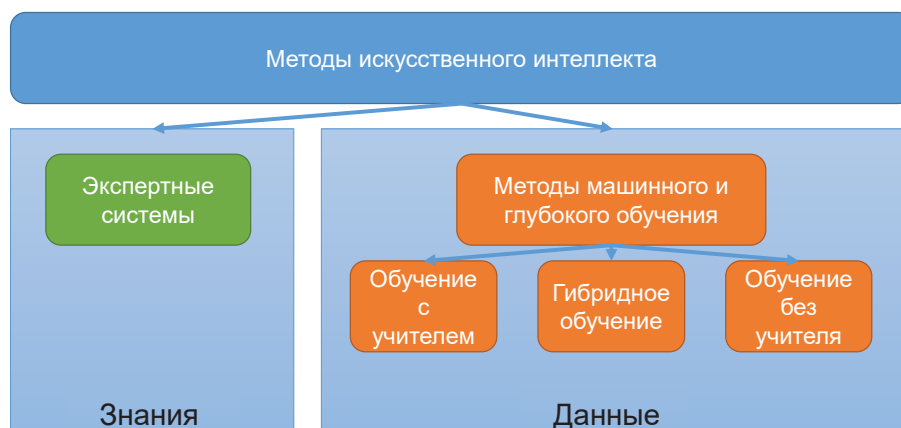 Методы искусственного интеллекта
Экспертные
системы
Методы машинного и
глубокого обучения
Обучение
с
учителем
Гибридное
обучение
Обучение
без
учителя
Знания
Данные